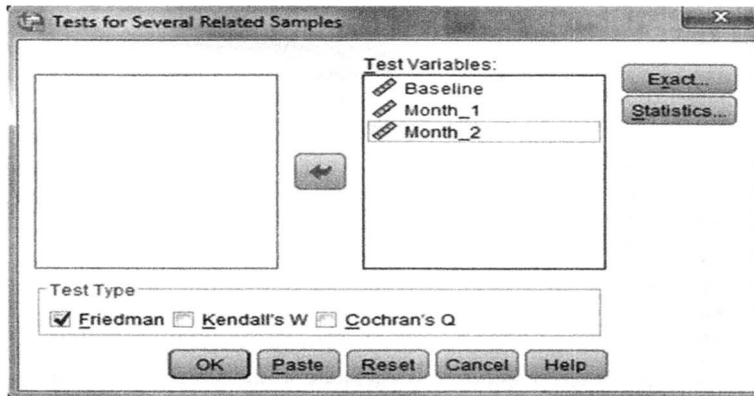 Tests for Several Related Samples
Test Variables:
Baseline
Month_1
Month_2
Exact...
Statistics...
Test Type
Friedman Kendall's W Cochran's Q
OK Paste Reset Cancel Help